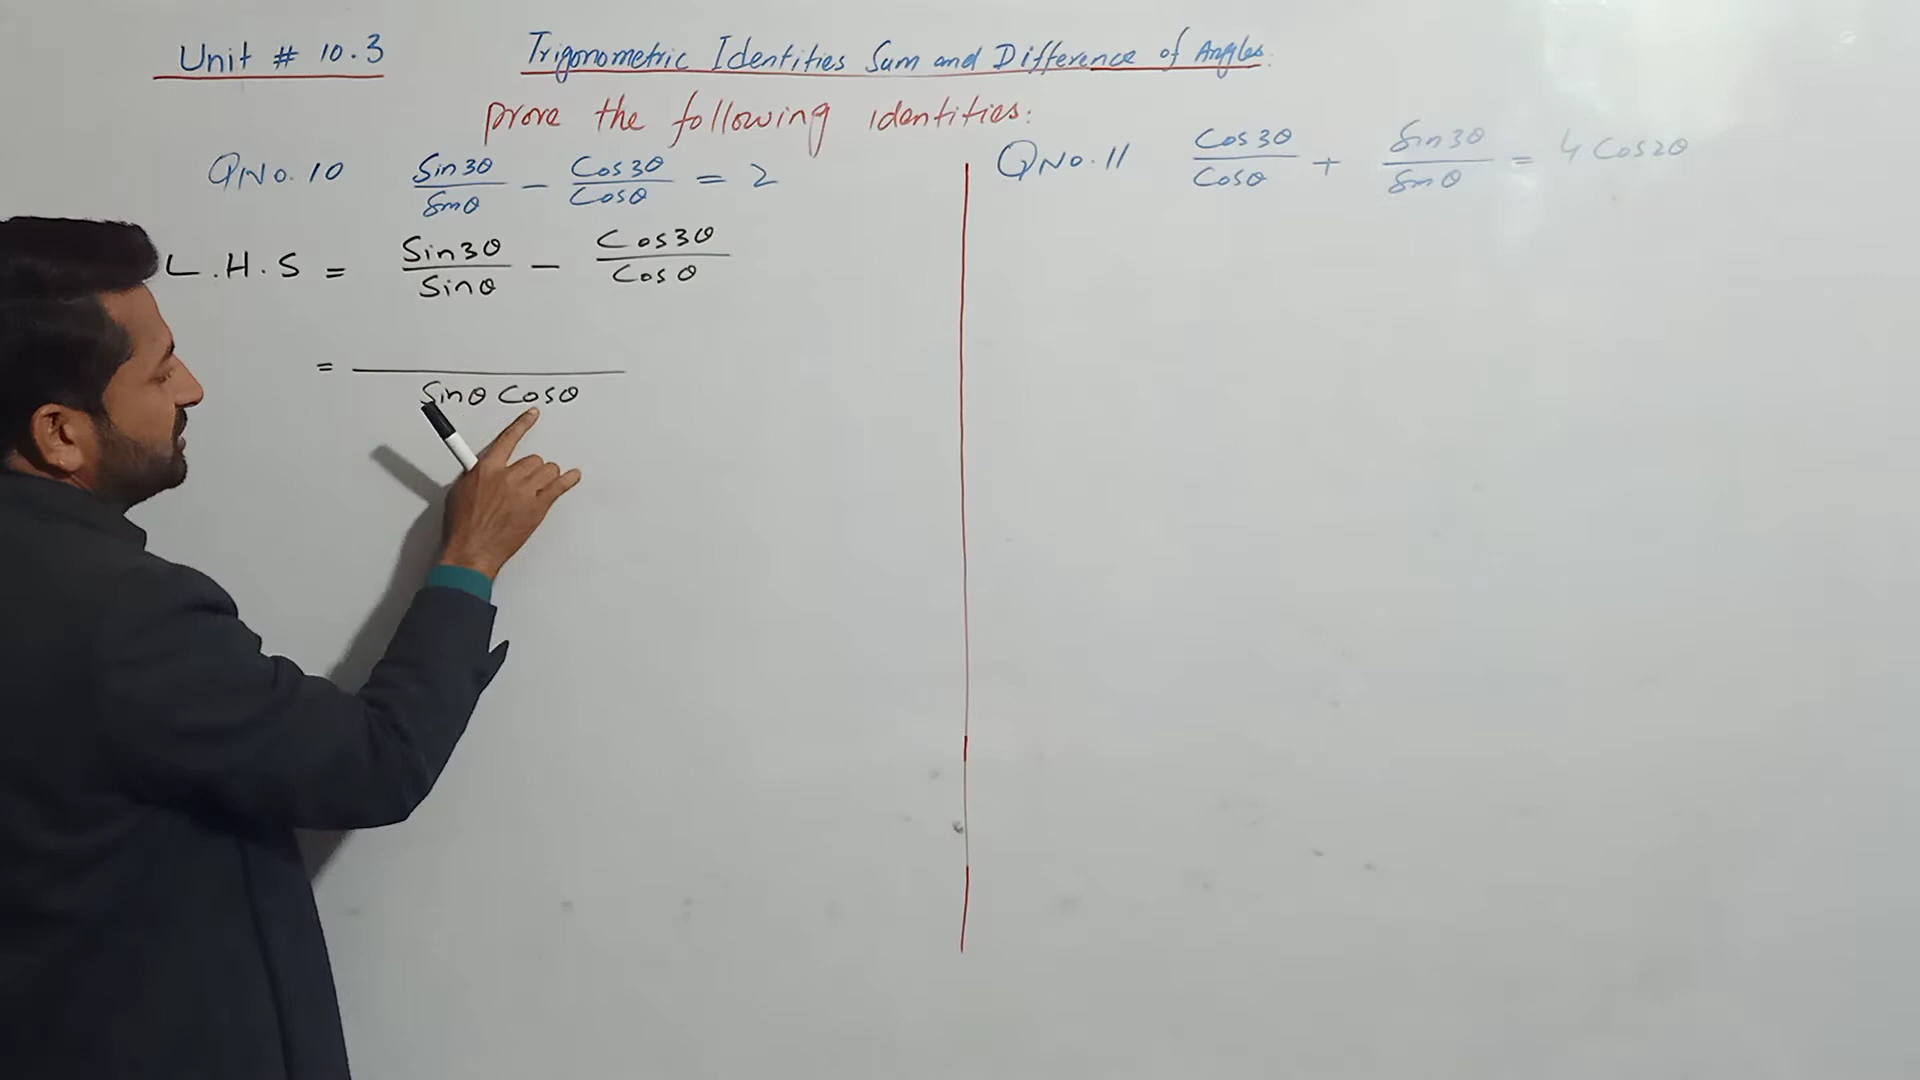 Unit # 10.3
Trigonometric Identities Sum and Difference of Angles.
prove the following identities:
QNo. 10 Sin3θ/Sinθ - Cos3θ/Cosθ = 2
L.H.S = Sin3θ/Sinθ - Cos3θ/Cosθ
= /Sinθ Cosθ
QNo. 11 Cos3θ/Cosθ + Sin3θ/Sinθ = 4 Cos2θ